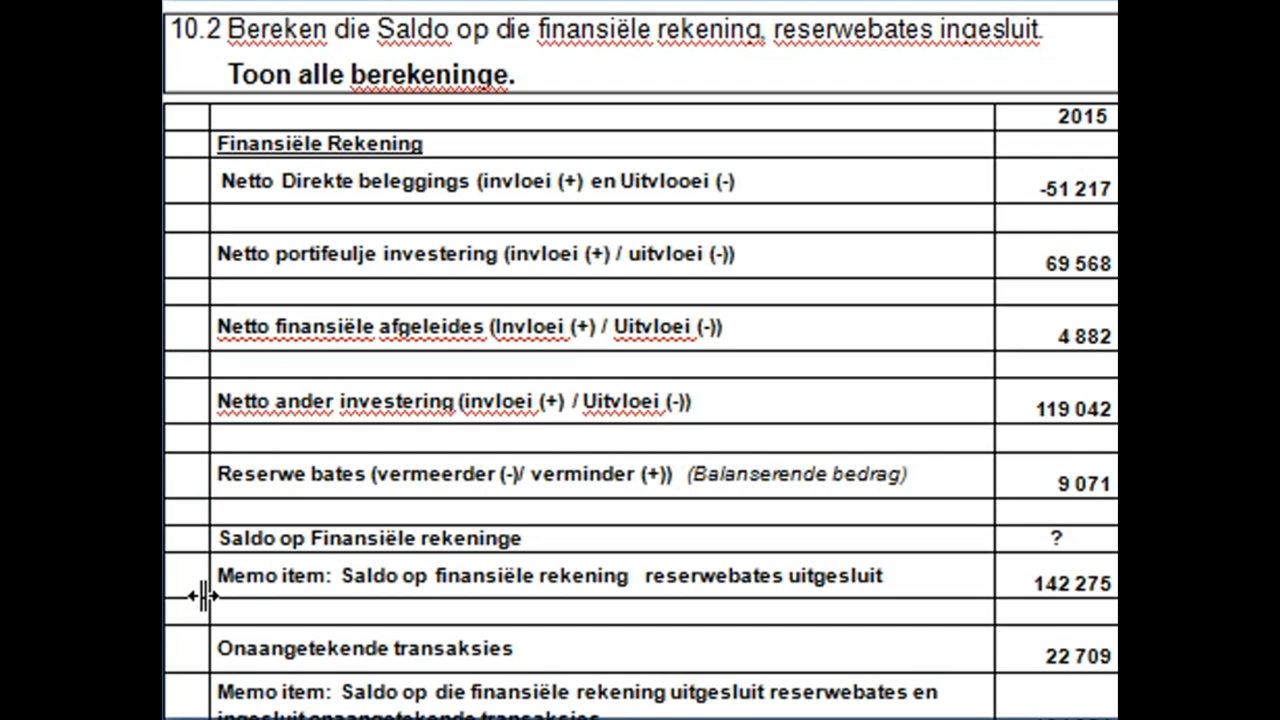 10.2 Bereken die Saldo op die finansiële rekening, reserwebates ingesluit.
Toon alle berekeninge.
2015
Finansiële Rekening
Netto Direkte beleggings (invloei (+) en Uitvlooei (-)
-51 217
Netto portifeulje investering (invloei (+) / uitvloei (-))
69 568
Netto finansiële afgeleides (Invloei (+) / Uitvloei (-))
4 882
Netto ander investering (invloei (+) / Uitvloei (-))
119 042
Reserwe bates (vermeerder (-)/ verminder (+)) (Balanserende bedrag)
9 071
Saldo op Finansiële rekeninge ?
Memo item: Saldo op finansiële rekening reserwebates uitgesluit
142 275
Onaangetekende transaksies
22 709
Memo item: Saldo op die finansiële rekening uitgesluit reserwebates en
ingesluit onaangetekende transaksies